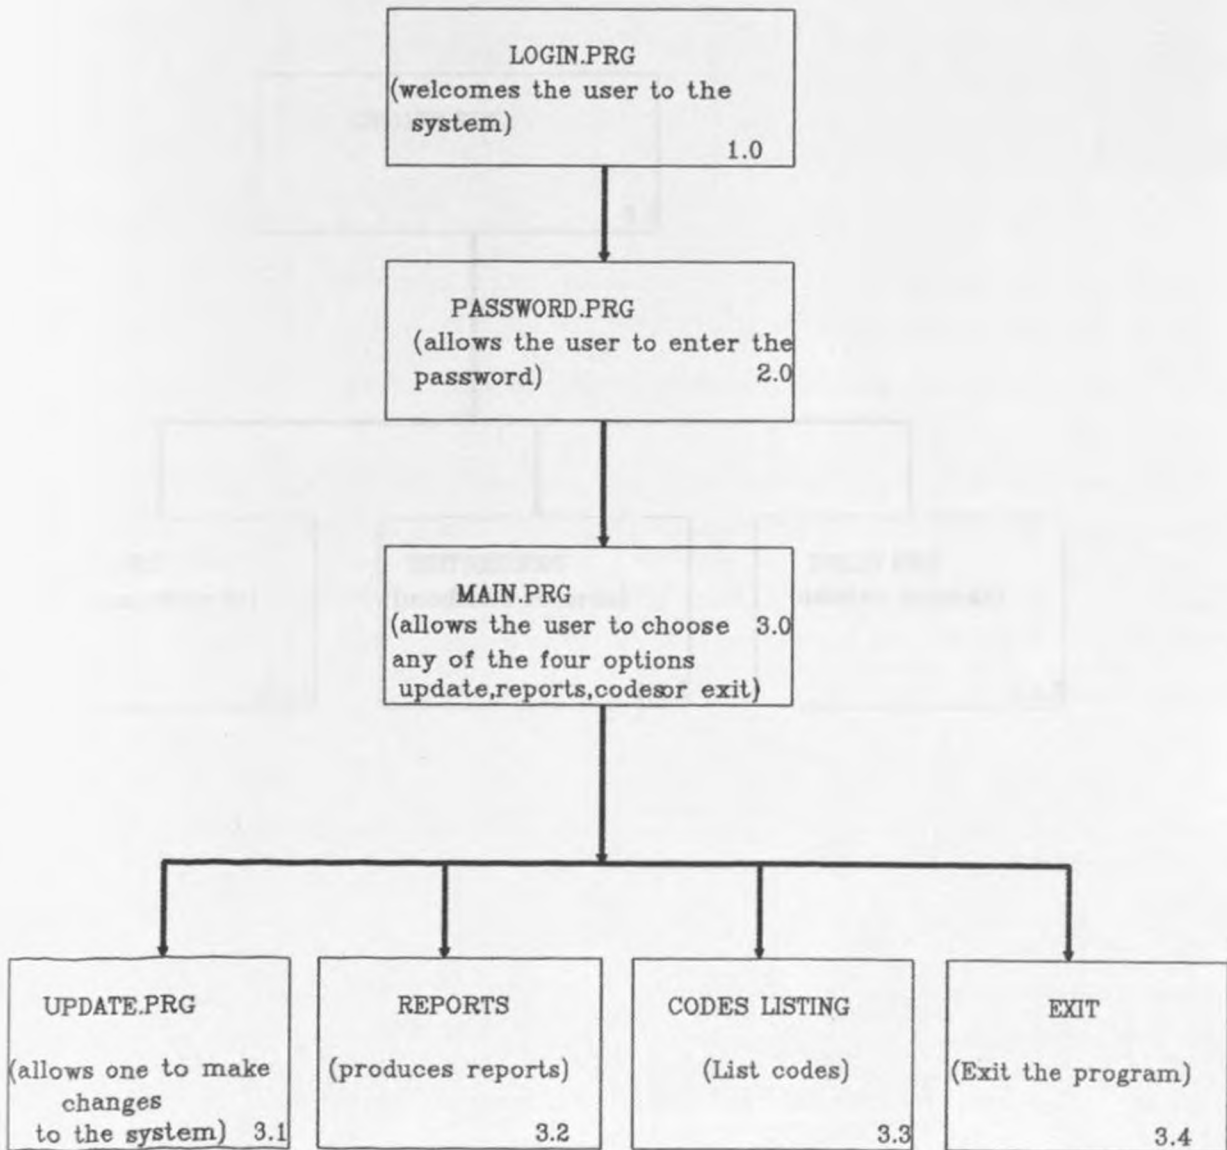 LOGIN.PRG
(welcomes the user to the
system)
1.0
PASSWORD.PRG
(allows the user to enter the
password) 2.0
MAIN.PRG
(allows the user to choose 3.0
any of the four options
update,reports,codesor exit)
UPDATE.PRG
(allows one to make
changes
to the system) 3.1
REPORTS
(produces reports)
3.2
CODES LISTING
(List codes)
3.3
EXIT
(Exit the program)
3.4